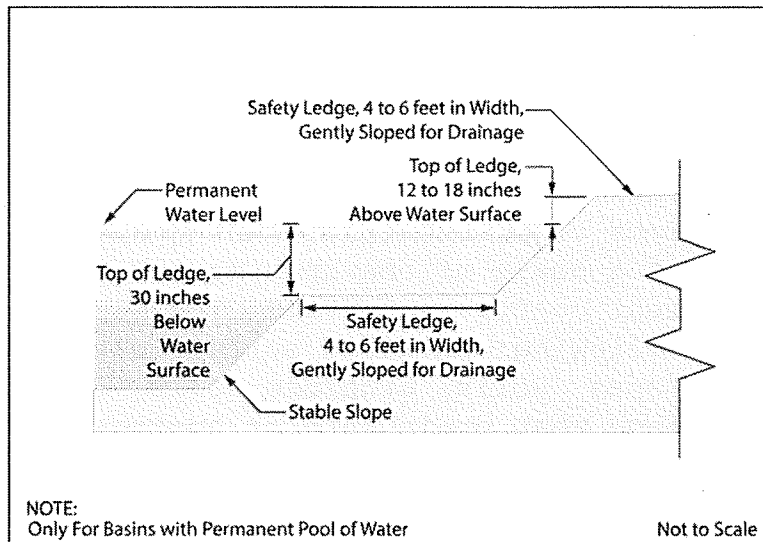 Safety Ledge, 4 to 6 feet in Width,
Gently Sloped for Drainage
Top of Ledge,
12 to 18 inches
Above Water Surface
Permanent
Water Level
Top of Ledge,
30 inches
Below
Water
Surface
Safety Ledge,
4 to 6 feet in Width,
Gently Sloped for Drainage
Stable Slope
NOTE:
Only For Basins with Permanent Pool of Water
Not to Scale